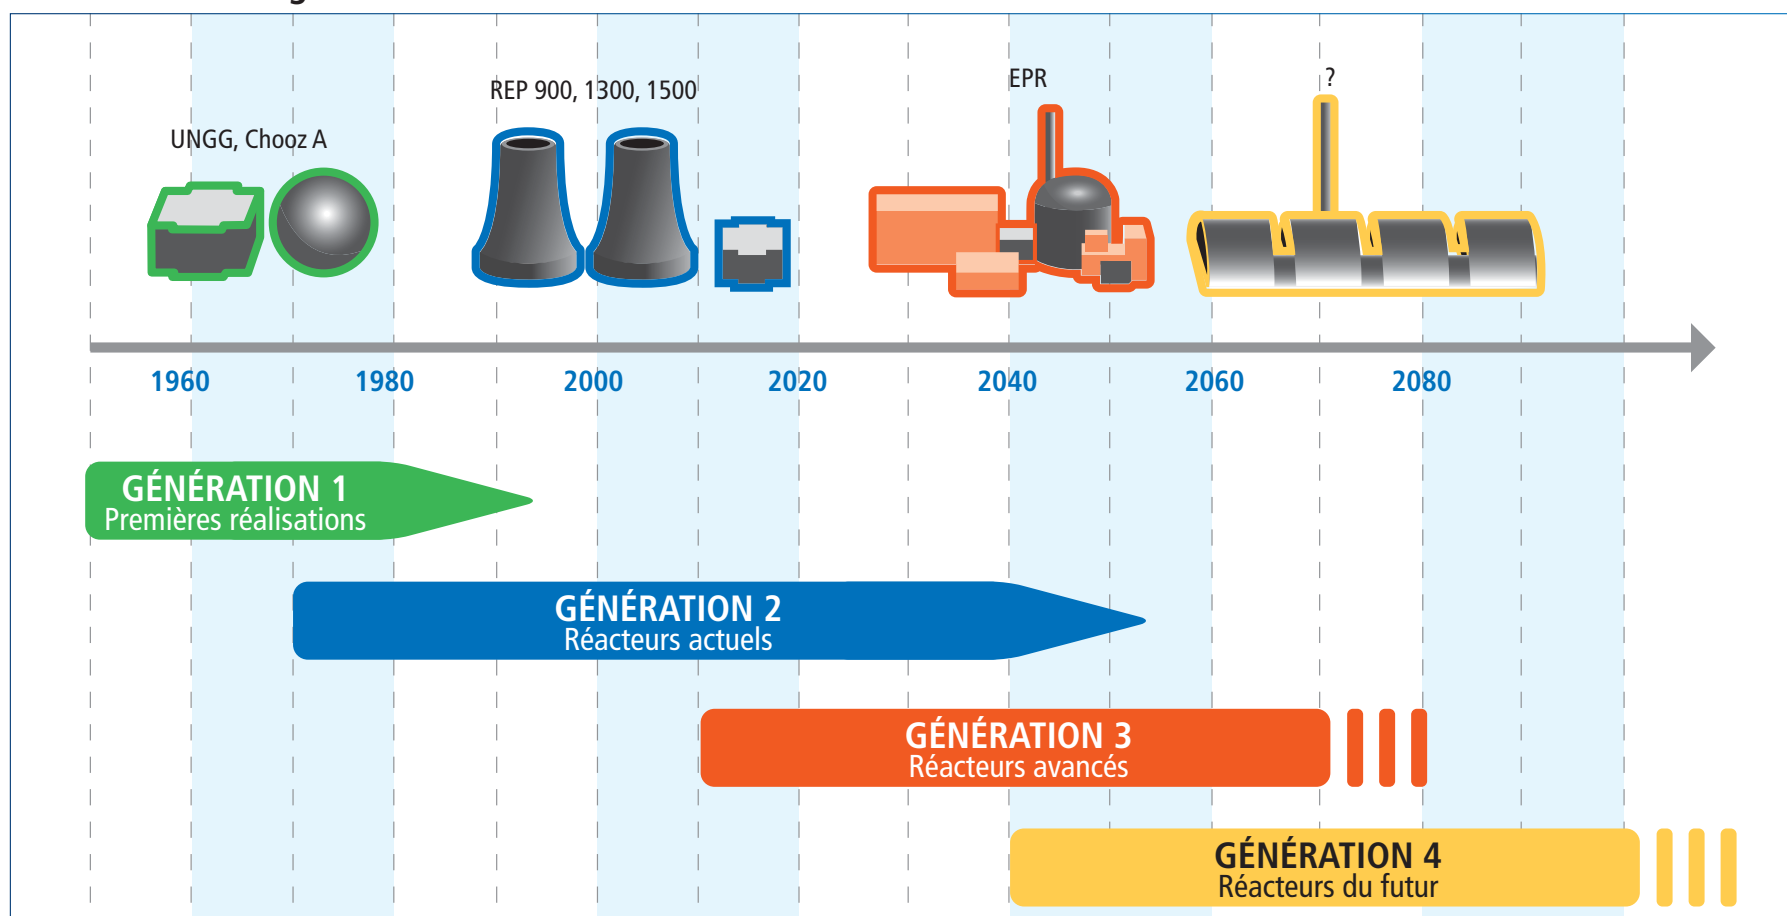 UNGG, Chooz A
REP 900, 1300, 1500
EPR
?
1960
1980
2000
2020
2040
2060
2080
GÉNÉRATION 1
Premières réalisations
GÉNÉRATION 2
Réacteurs actuels
GÉNÉRATION 3
Réacteurs avancés
GÉNÉRATION 4
Réacteurs du futur